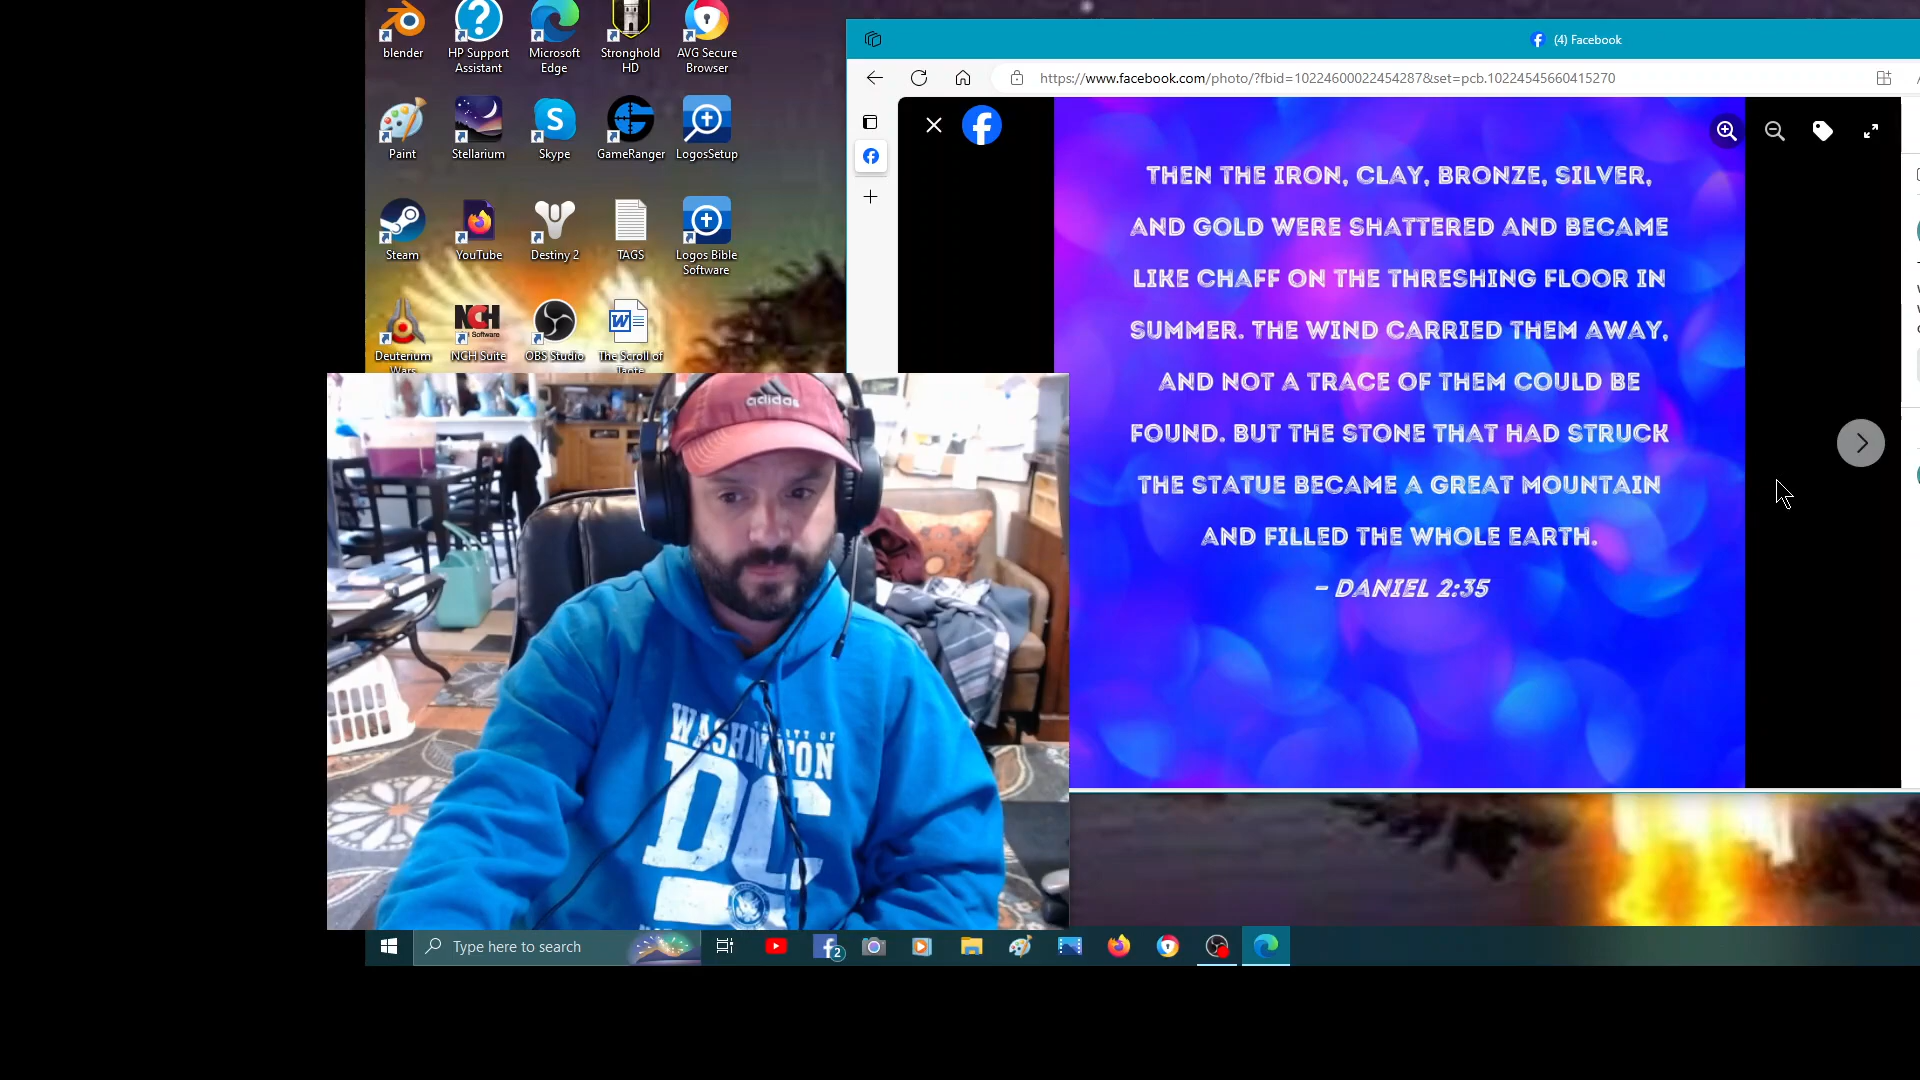 blender
HP Support
Assistant
Microsoft
Edge
Stronghold
HD
AVG Secure
Browser
Paint
Stellarium
Skype
GameRanger
LogosSetup
Steam
YouTube
Destiny 2
TAGS
Logos Bible
Software
Deuterium
Wars
NCH Suite
OBS Studio
The Scroll of
NCH
Software
(4) Facebook
https://www.facebook.com/photo/?fbid=10224600022454287&set=pcb.10224545660415270
THEN THE IRON, CLAY, BRONZE, SILVER,
AND GOLD WERE SHATTERED AND BECAME
LIKE CHAFF ON THE THRESHING FLOOR IN
SUMMER. THE WIND CARRIED THEM AWAY,
AND NOT A TRACE OF THEM COULD BE
FOUND. BUT THE STONE THAT HAD STRUCK
THE STATUE BECAME A GREAT MOUNTAIN
AND FILLED THE WHOLE EARTH.
- DANIEL 2:35
adidas
WASHINGTON
DC
Type here to search
2